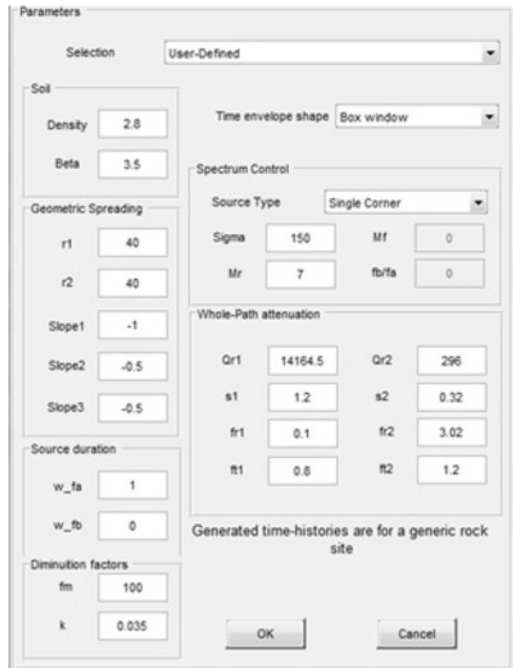 Parameters
Selection User-Defined
Soil
Density 2.8
Beta 3.5
Time envelope shape Box window
Geometric Spreading
r1 40
r2 40
Slope1 -1
Slope2 -0.5
Slope3 -0.5
Spectrum Control
Source Type Single Corner
Sigma 150 Mf 0
Mr 7 fb/fa 0
Whole-Path attenuation
Qr1 14164.5 Qr2 296
s1 1.2 s2 0.32
fr1 0.1 fr2 3.02
ft1 0.8 ft2 1.2
Source duration
w_fa 1
w_fb 0
Generated time-histories are for a generic rock
site
Diminuition factors
fm 100
k 0.035
OK Cancel